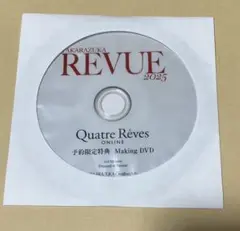 TAKARAZUKA
REVUE
2025
Quatre Rêves
ONLINE
予約限定特典 Making DVD